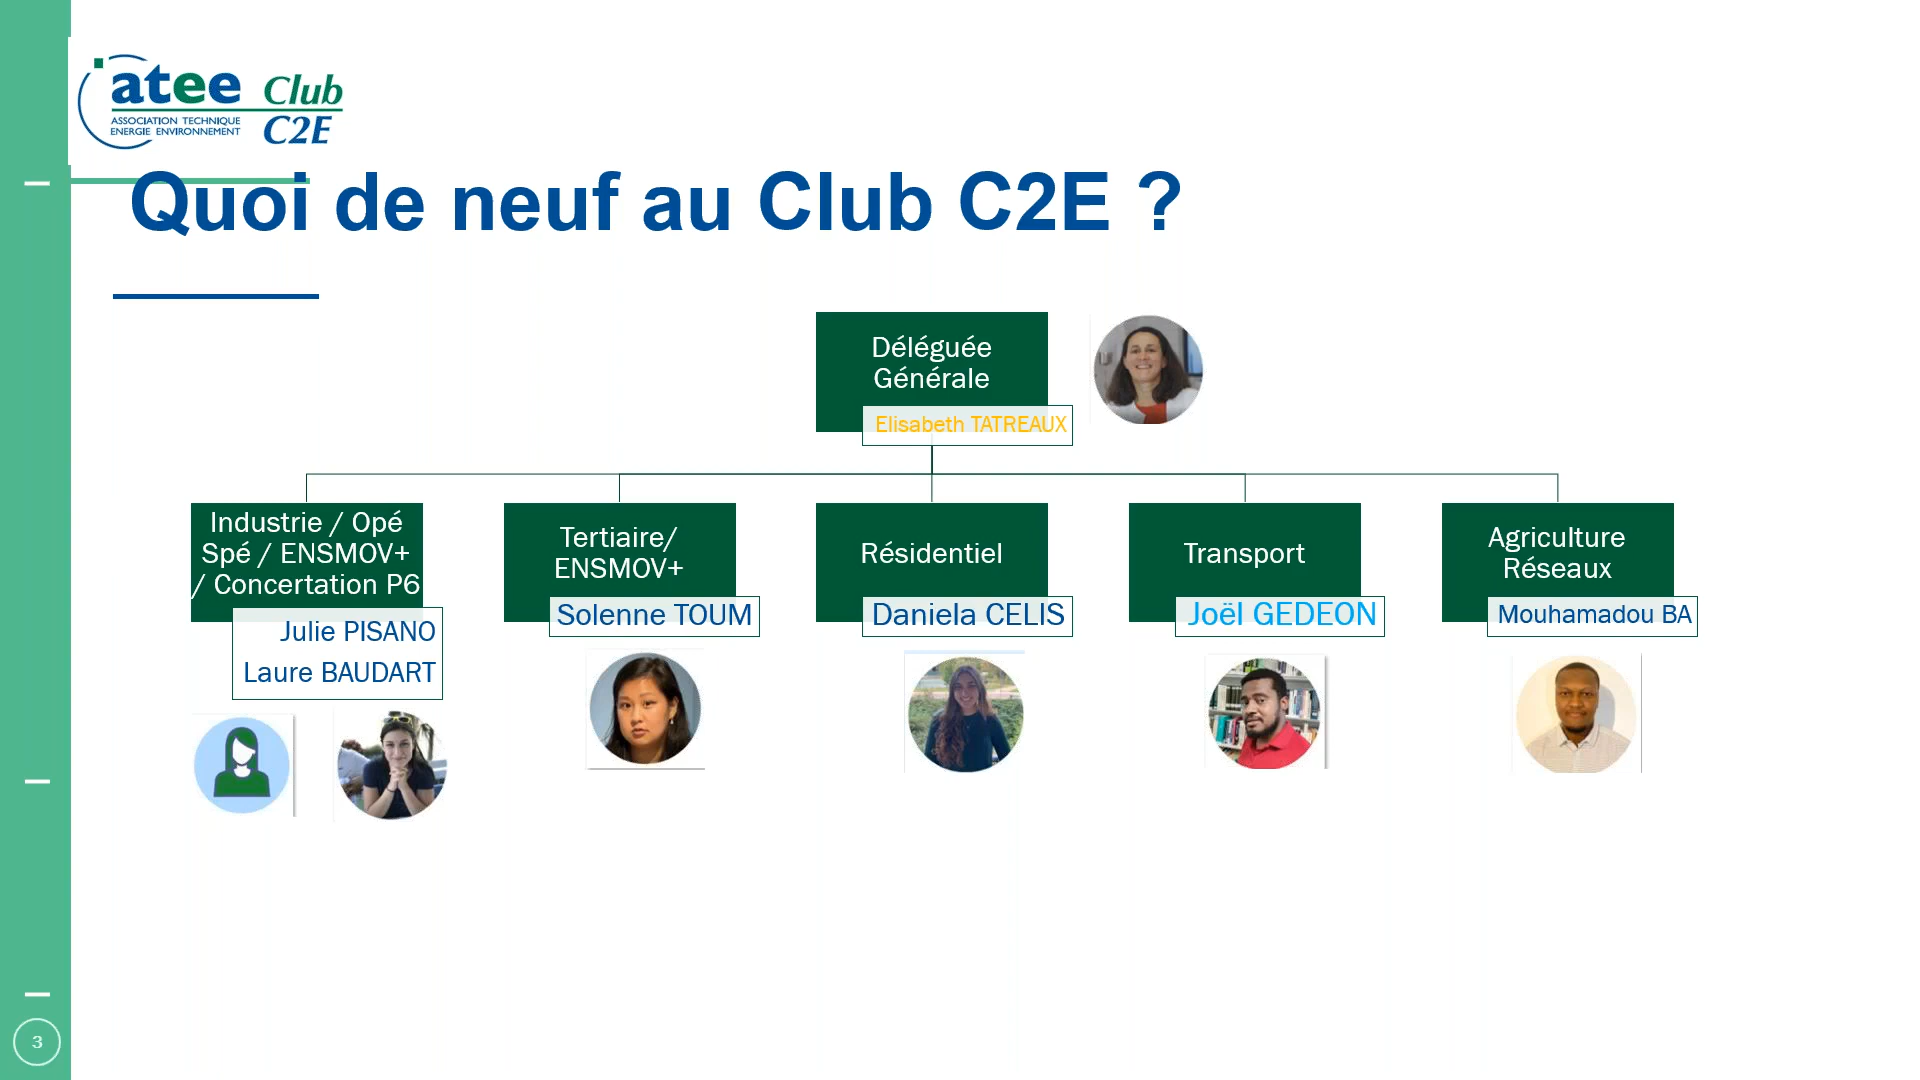 atee Club
ASSOCIATION TECHNIQUE
ENERGIE ENVIRONNEMENT
C2E
Quoi de neuf au Club C2E ?
Déléguée
Générale
Elisabeth TATREAUX
Industrie / Opé
Spé / ENSMOV+
/ Concertation P6
Julie PISANO
Laure BAUDART
Tertiaire/
ENSMOV+
Solenne TOUM
Résidentiel
Daniela CELIS
Transport
Joël GEDEON
Agriculture
Réseaux
Mouhamadou BA
3